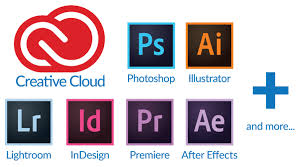 Ps
Ai
Creative Cloud
Photoshop
Illustrator
Lr
Id
Pr
Ae
and more...
Lightroom
InDesign
Premiere
After Effects